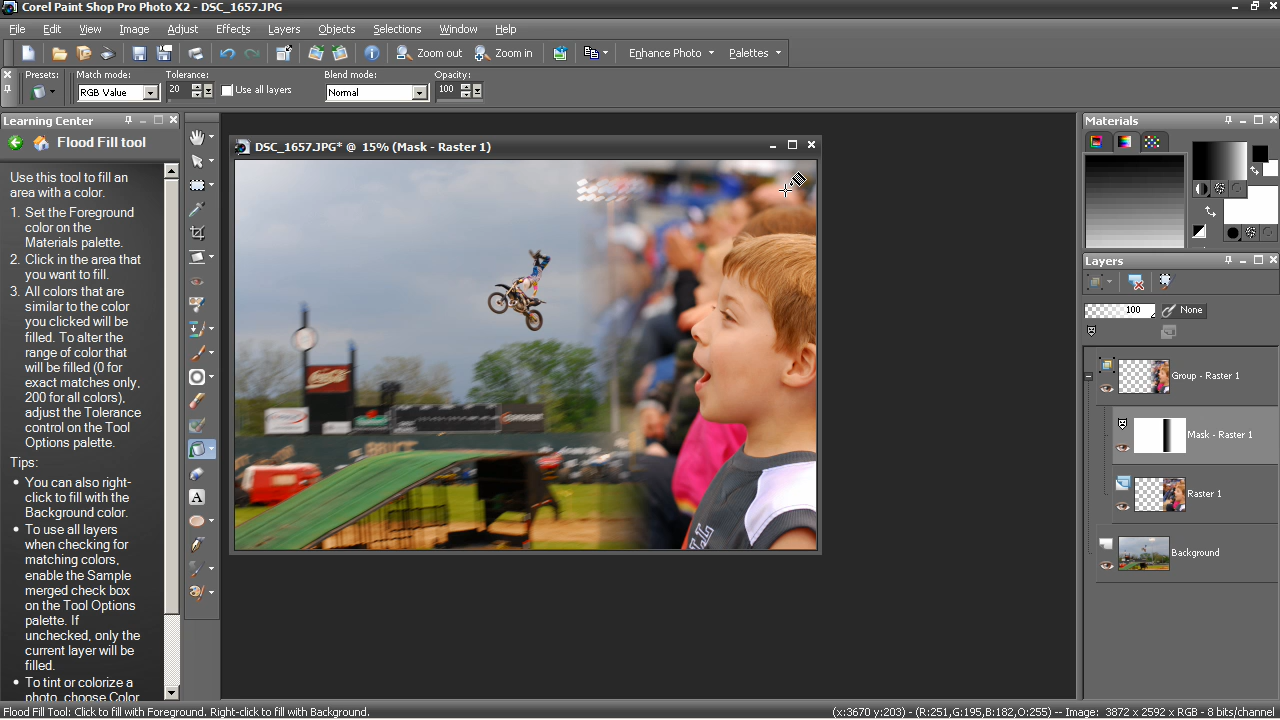 Corel Paint Shop Pro Photo X2 - DSC_1657.JPG
File Edit View Image Adjust Effects Layers Objects Selections Window Help
Zoom out Zoom in Enhance Photo Palettes
Presets: Match mode: Tolerance: Blend mode: Opacity:
RGB Value 20 Use all layers Normal 100
Learning Center
Flood Fill tool
Use this tool to fill an
area with a color.
1. Set the Foreground
color on the
Materials palette.
2. Click in the area that
you want to fill.
3. All colors that are
similar to the color
you clicked will be
filled. To alter the
range of color that
will be filled (0 for
exact matches only,
200 for all colors),
adjust the Tolerance
control on the Tool
Options palette.
Tips:
• You can also right-
click to fill with the
Background color.
• To use all layers
when checking for
matching colors,
enable the Sample
merged check box
on the Tool Options
palette. If
unchecked, only the
current layer will be
filled.
• To tint or colorize a
photo, choose Color
A
DSC_1657.JPG* @ 15% (Mask - Raster 1)
Coca-Cola
Materials
Layers
100 None
Group - Raster 1
Mask - Raster 1
Raster 1
Background
Flood Fill Tool: Click to fill with Foreground. Right-click to fill with Background.
(x:3670 y:203) - (R:251,G:195,B:182,O:255) -- Image: 3872 x 2592 x RGB - 8 bits/channel